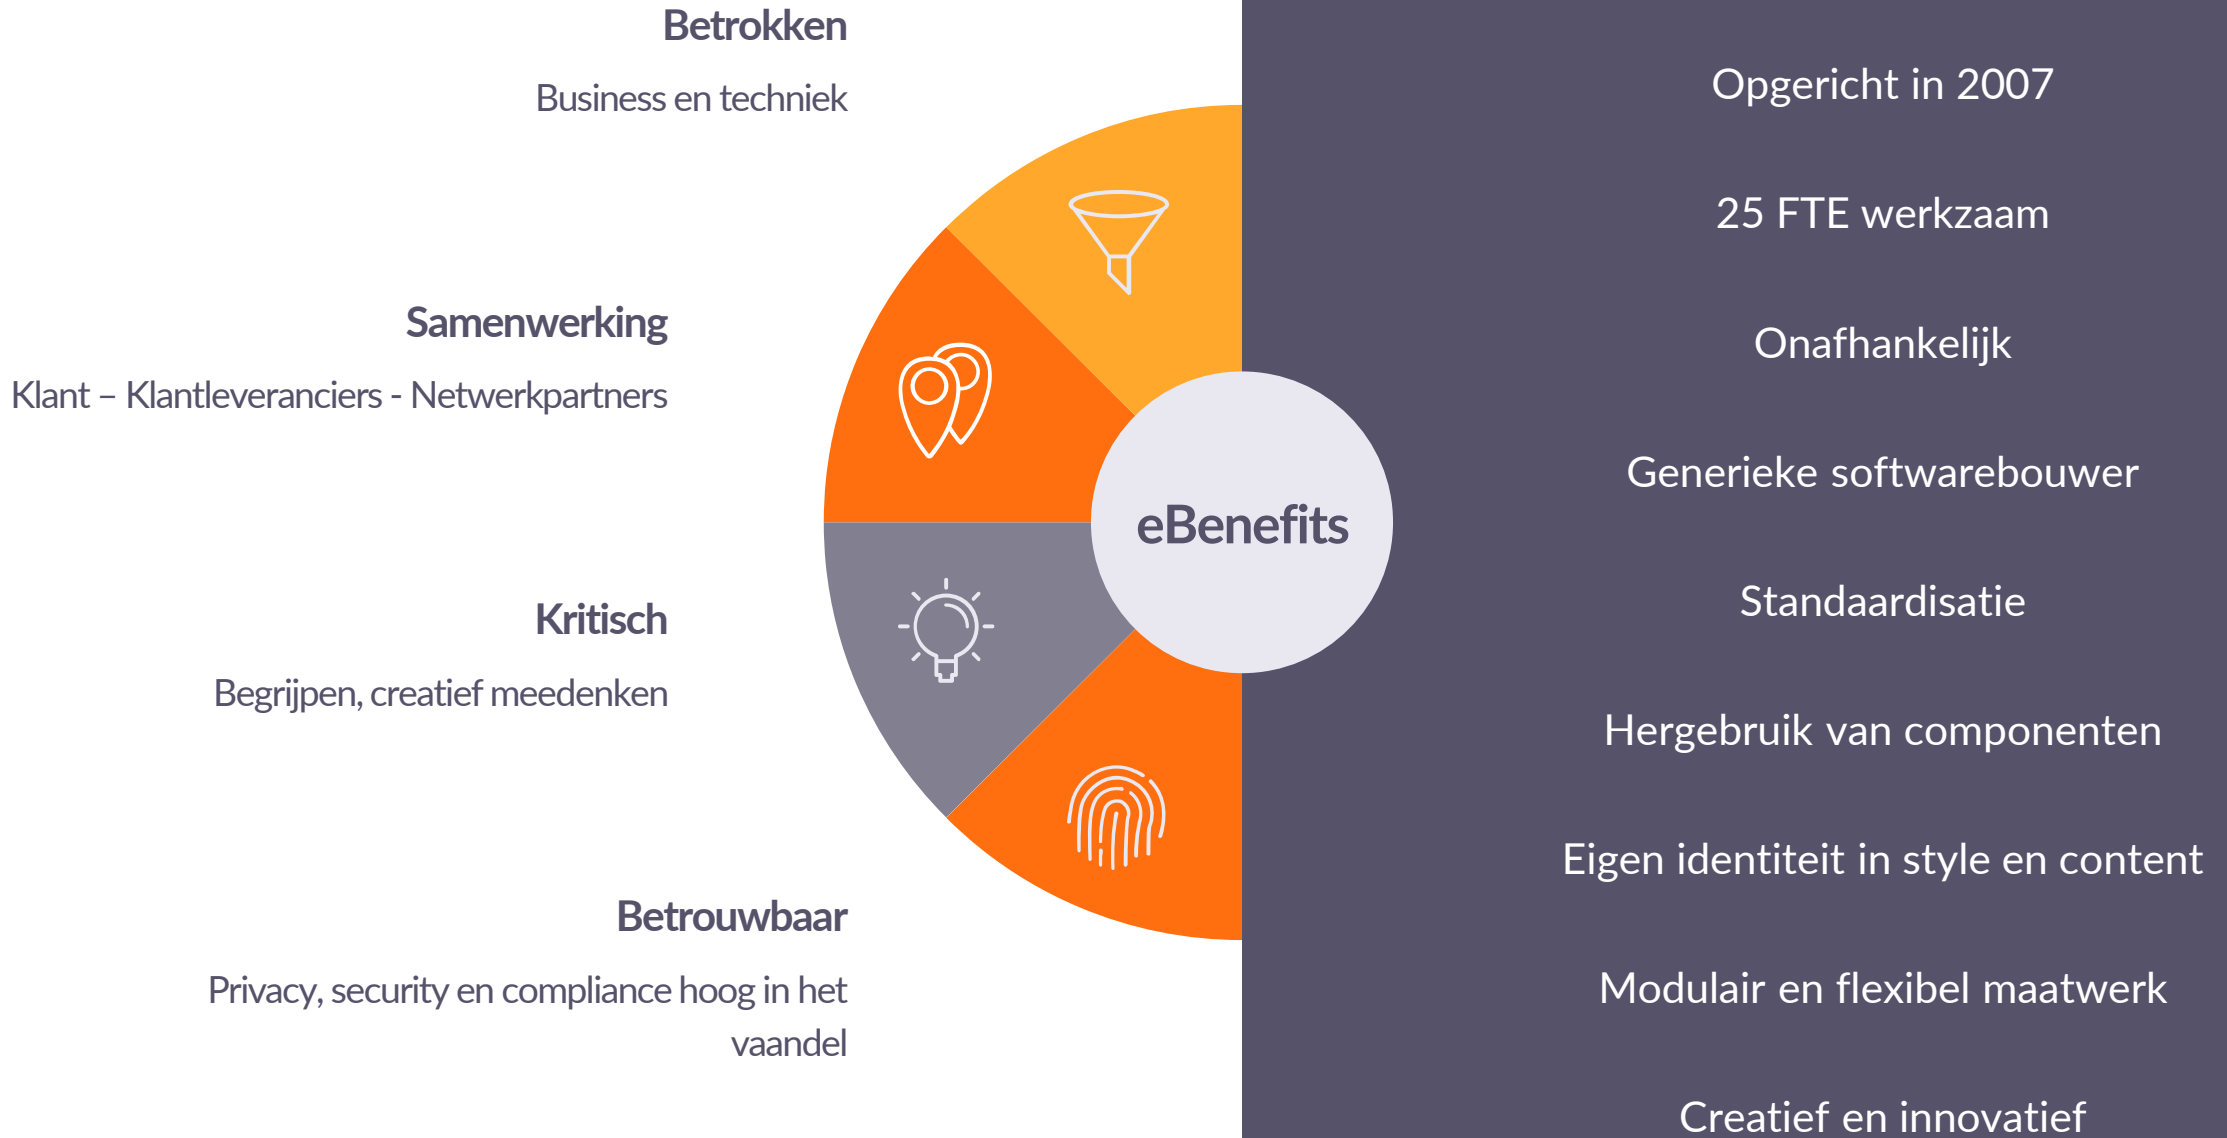 Betrokken
Business en techniek
Samenwerking
Klant – Klantleveranciers - Netwerkpartners
Kritisch
Begrijpen, creatief meedenken
Betrouwbaar
Privacy, security en compliance hoog in het
vaandel
eBenefits
Opgericht in 2007
25 FTE werkzaam
Onafhankelijk
Generieke softwarebouwer
Standaardisatie
Hergebruik van componenten
Eigen identiteit in style en content
Modulair en flexibel maatwerk
Creatief en innovatief